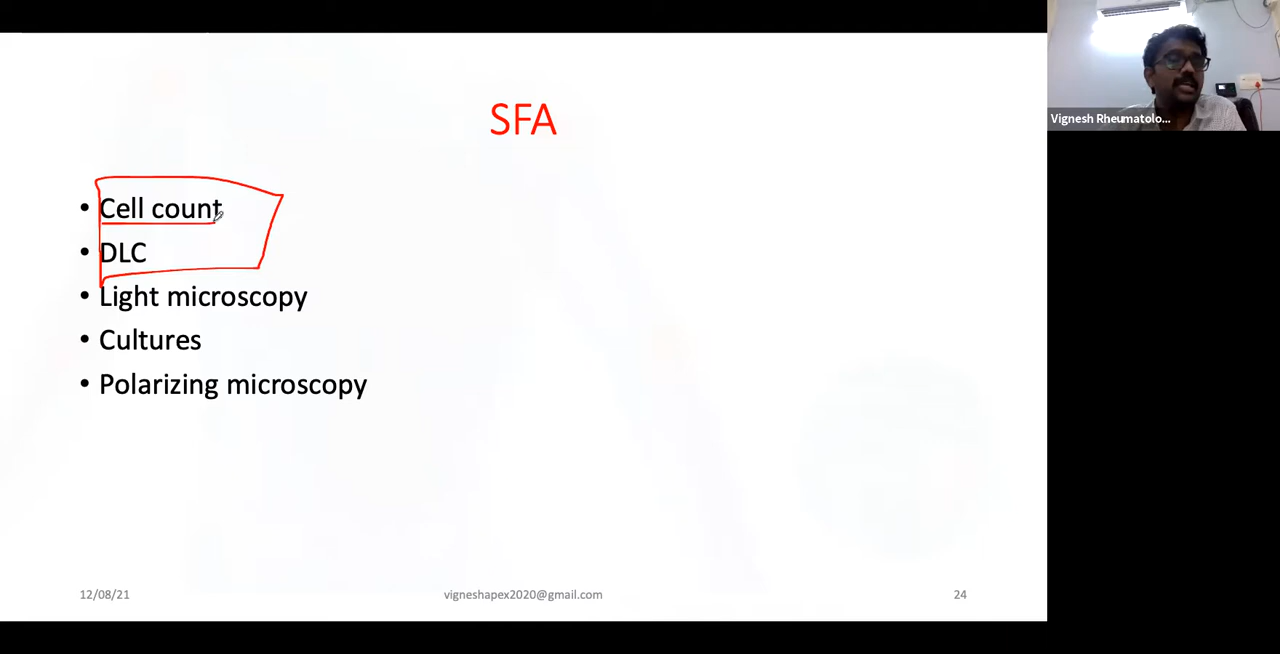 SFA
• Cell count
• DLC
• Light microscopy
• Cultures
• Polarizing microscopy
12/08/21
vigneshapex2020@gmail.com
24
Vignesh Rheumatolo...